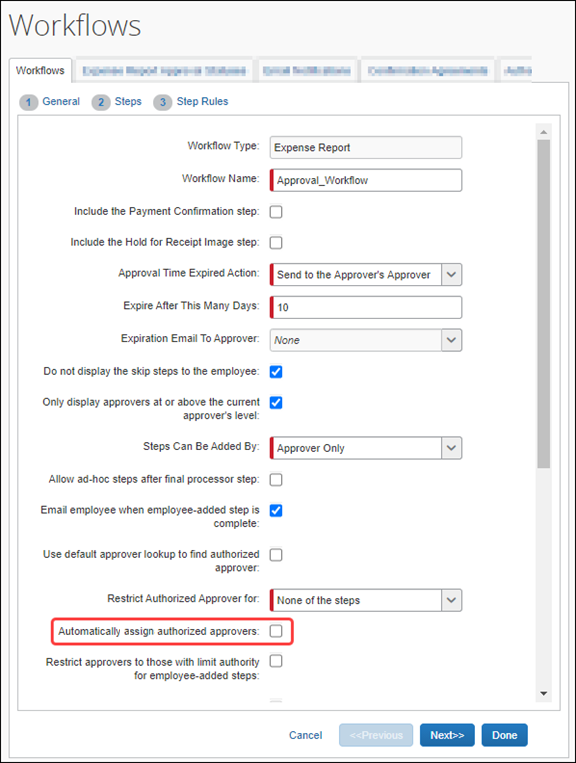 Workflows
Workflows
1 General 2 Steps 3 Step Rules
Workflow Type: Expense Report
Workflow Name: Approval_Workflow
Include the Payment Confirmation step:
Include the Hold for Receipt Image step:
Approval Time Expired Action: Send to the Approver's Approver
Expire After This Many Days: 10
Expiration Email To Approver: None
Do not display the skip steps to the employee:
Only display approvers at or above the current
approver's level:
Steps Can Be Added By: Approver Only
Allow ad-hoc steps after final processor step:
Email employee when employee-added step is
complete:
Use default approver lookup to find authorized
approver:
Restrict Authorized Approver for: None of the steps
Automatically assign authorized approvers:
Restrict approvers to those with limit authority
for employee-added steps:
Cancel <<Previous Next>> Done